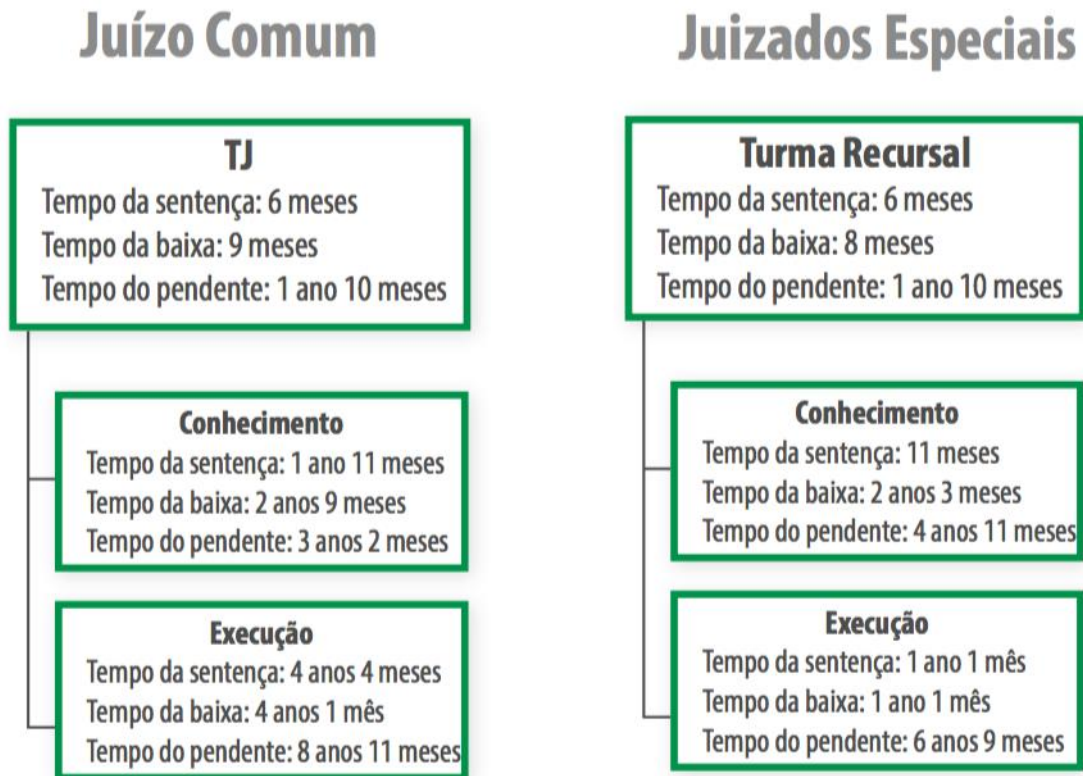 Juízo Comum
TJ
Tempo da sentença: 6 meses
Tempo da baixa: 9 meses
Tempo do pendente: 1 ano 10 meses
Conhecimento
Tempo da sentença: 1 ano 11 meses
Tempo da baixa: 2 anos 9 meses
Tempo do pendente: 3 anos 2 meses
Execução
Tempo da sentença: 4 anos 4 meses
Tempo da baixa: 4 anos 1 mês
Tempo do pendente: 8 anos 11 meses
Juizados Especiais
Turma Recursal
Tempo da sentença: 6 meses
Tempo da baixa: 8 meses
Tempo do pendente: 1 ano 10 meses
Conhecimento
Tempo da sentença: 11 meses
Tempo da baixa: 2 anos 3 meses
Tempo do pendente: 4 anos 11 meses
Execução
Tempo da sentença: 1 ano 1 mês
Tempo da baixa: 1 ano 1 mês
Tempo do pendente: 6 anos 9 meses